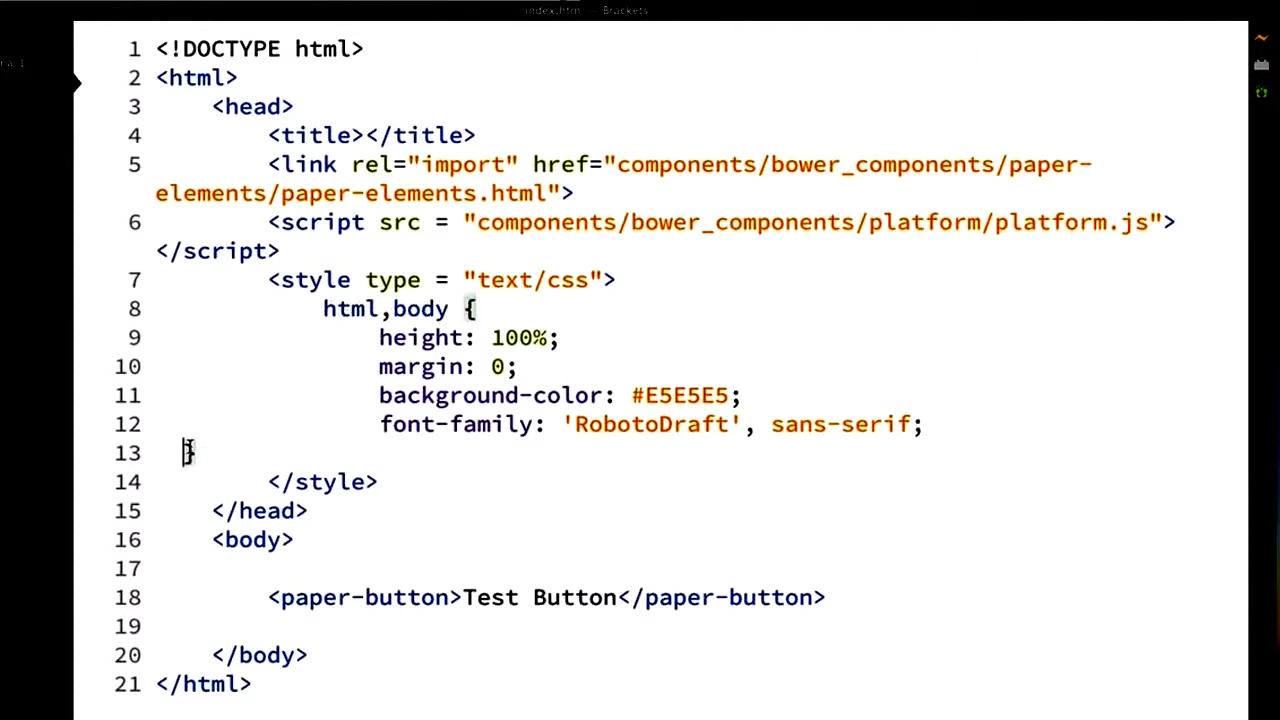 index.htm — Brackets
1 <!DOCTYPE html>
2 <html>
3 <head>
4 <title></title>
5 <link rel="import" href="components/bower_components/paper-
elements/paper-elements.html">
6 <script src = "components/bower_components/platform/platform.js">
</script>
7 <style type = "text/css">
8 html,body {
9 height: 100%;
10 margin: 0;
11 background-color: #E5E5E5;
12 font-family: 'RobotoDraft', sans-serif;
13 }
14 </style>
15 </head>
16 <body>
17
18 <paper-button>Test Button</paper-button>
19
20 </body>
21 </html>